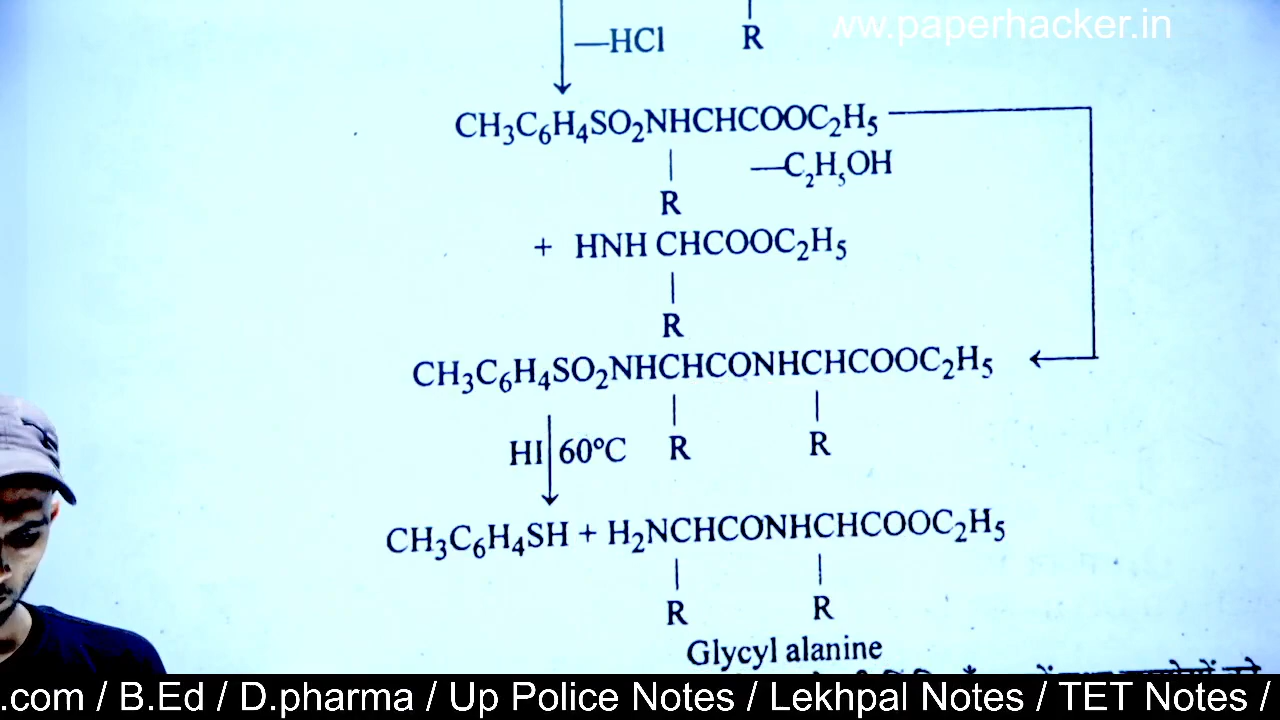 ww.paperhacker.in
—HCl R
CH₃C₆H₄SO₂NHCHCOOC₂H₅
—C₂H₅OH
R
+ HNH CHCOOC₂H₅
R
CH₃C₆H₄SO₂NHCHCONHCHCOOC₂H₅
HI 60ºC R R
CH₃C₆H₄SH + H₂NCHCONHCHCOOC₂H₅
R R
Glycyl alanine
.com / B.Ed / D.pharma / Up Police Notes / Lekhpal Notes / TET Notes /